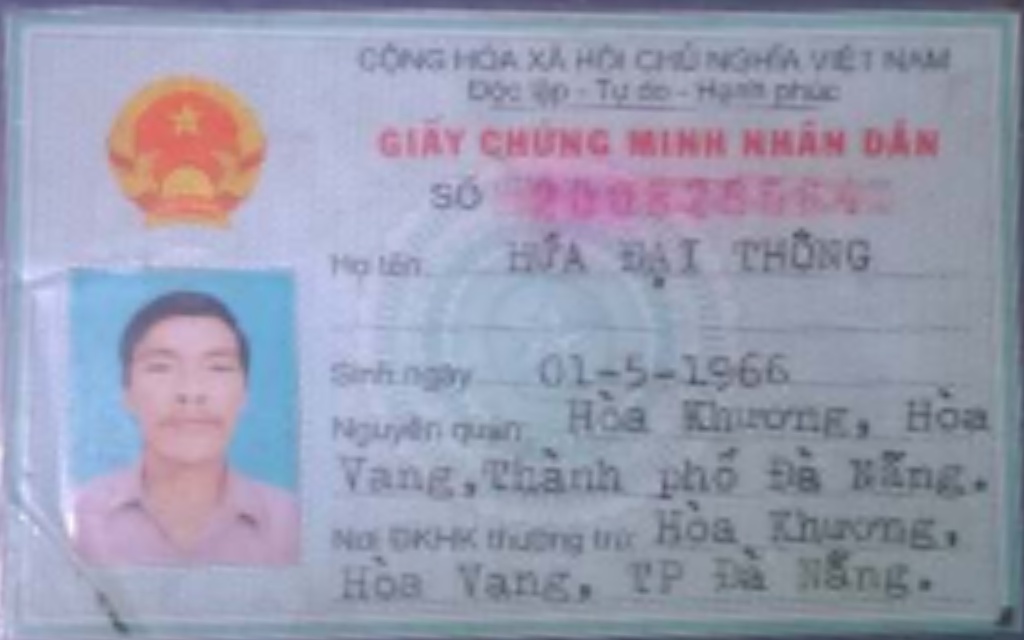 CỘNG HÒA XÃ HỘI CHỦ NGHĨA VIỆT NAM
Độc lập - Tự do - Hạnh phúc
GIẤY CHỨNG MINH NHÂN DÂN
SỐ
Họ tên HỨA ĐẠI THÔNG
Sinh ngày 01-5-1966
Nguyên quán: Hòa Khương, Hòa
Vang,Thành phố Đà Nẵng.
Nơi ĐKHK thường trú: Hòa Khương,
Hòa Vang, TP Đà Nẵng.